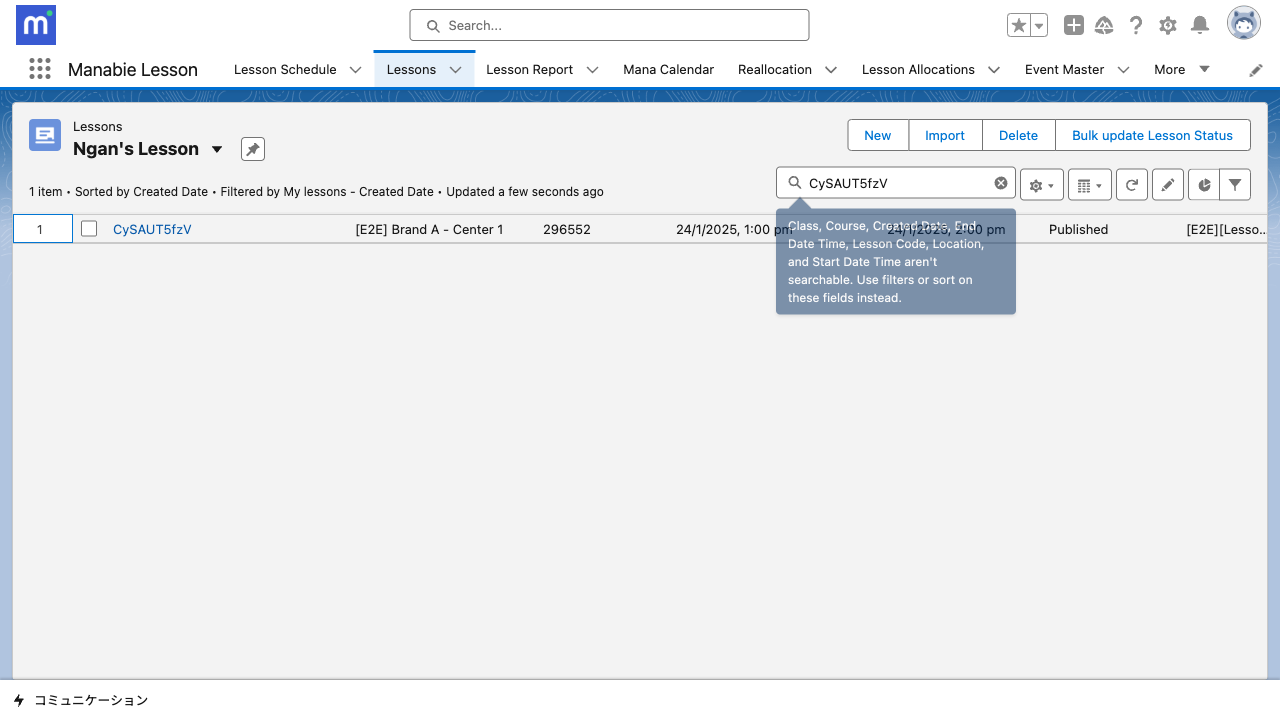 m
Search...
Manabie Lesson
Lesson Schedule
Lessons
Lesson Report
Mana Calendar
Reallocation
Lesson Allocations
Event Master
More
Lessons
Ngan's Lesson
New
Import
Delete
Bulk update Lesson Status
1 item • Sorted by Created Date • Filtered by My lessons - Created Date • Updated a few seconds ago
CySAUT5fzV
1
CySAUT5fzV
[E2E] Brand A - Center 1
296552
24/1/2025, 1:00 pm
24/1/2025, 2:00 pm
Published
[E2E][Lesso...
Class, Course, Created Date, End
Date Time, Lesson Code, Location,
and Start Date Time aren't
searchable. Use filters or sort on
these fields instead.
コミュニケーション